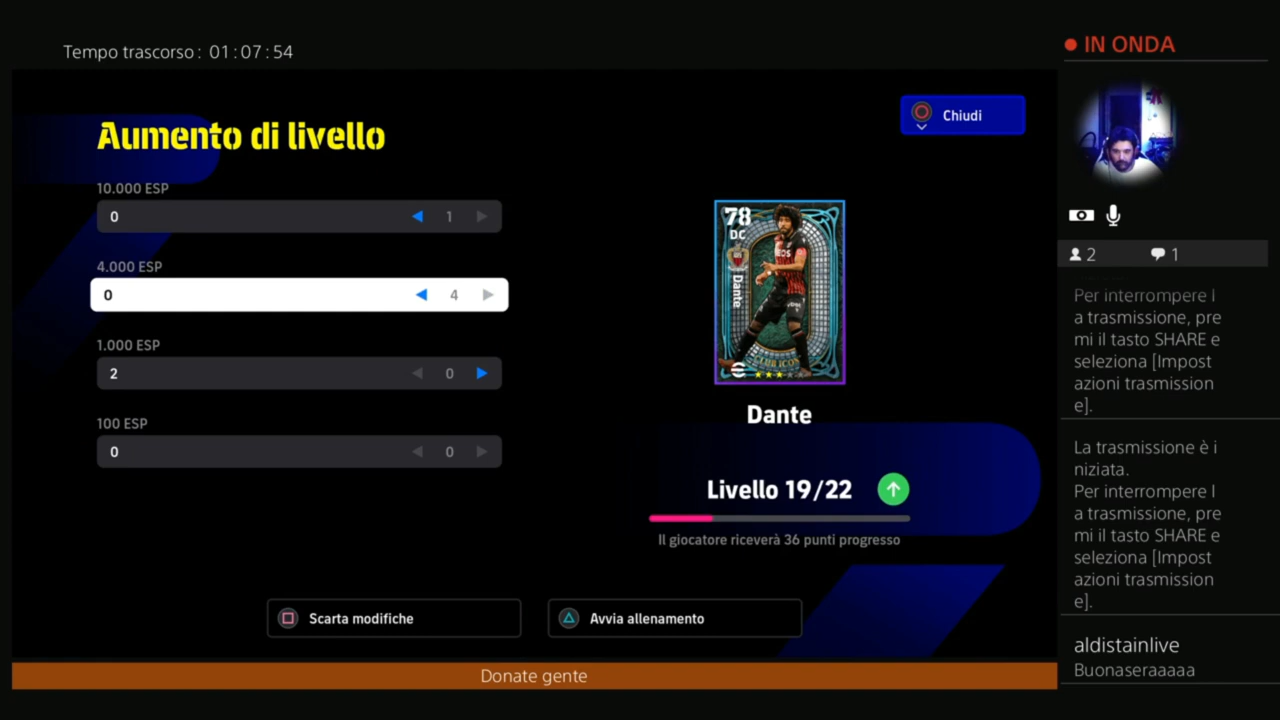 Tempo trascorso : 01:07:54
IN ONDA
Chiudi
Aumento di livello
10.000 ESP
0
1
4.000 ESP
0
4
1.000 ESP
2
0
100 ESP
0
0
78
DC
Dante
INEOS
CLUB ICON
Dante
Livello 19/22
Il giocatore riceverà 36 punti progresso
Scarta modifiche
Avvia allenamento
Donate gente
2
1
Per interrompere l
a trasmissione, pre
mi il tasto SHARE e
seleziona [Impost
azioni trasmission
e].
La trasmissione è i
niziata.
Per interrompere l
a trasmissione, pre
mi il tasto SHARE e
seleziona [Impost
azioni trasmission
e].
aldistainlive
Buonaseraaaaa